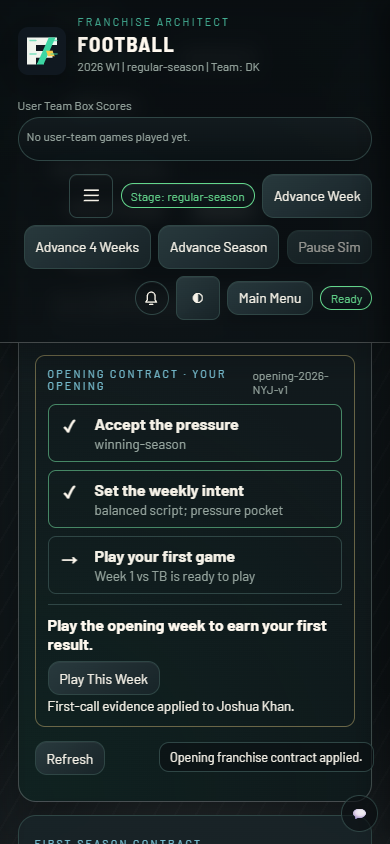 FRANCHISE ARCHITECT
FOOTBALL
2026 W1 | regular-season | Team: DK
User Team Box Scores
No user-team games played yet.
Stage: regular-season
Advance Week
Advance 4 Weeks
Advance Season
Pause Sim
Main Menu
Ready
OPENING CONTRACT · YOUR
OPENING
opening-2026-
NYJ-v1
Accept the pressure
winning-season
Set the weekly intent
balanced script; pressure pocket
Play your first game
Week 1 vs TB is ready to play
Play the opening week to earn your first
result.
Play This Week
First-call evidence applied to Joshua Khan.
Refresh
Opening franchise contract applied.
FIRST SEASON CONTRACT